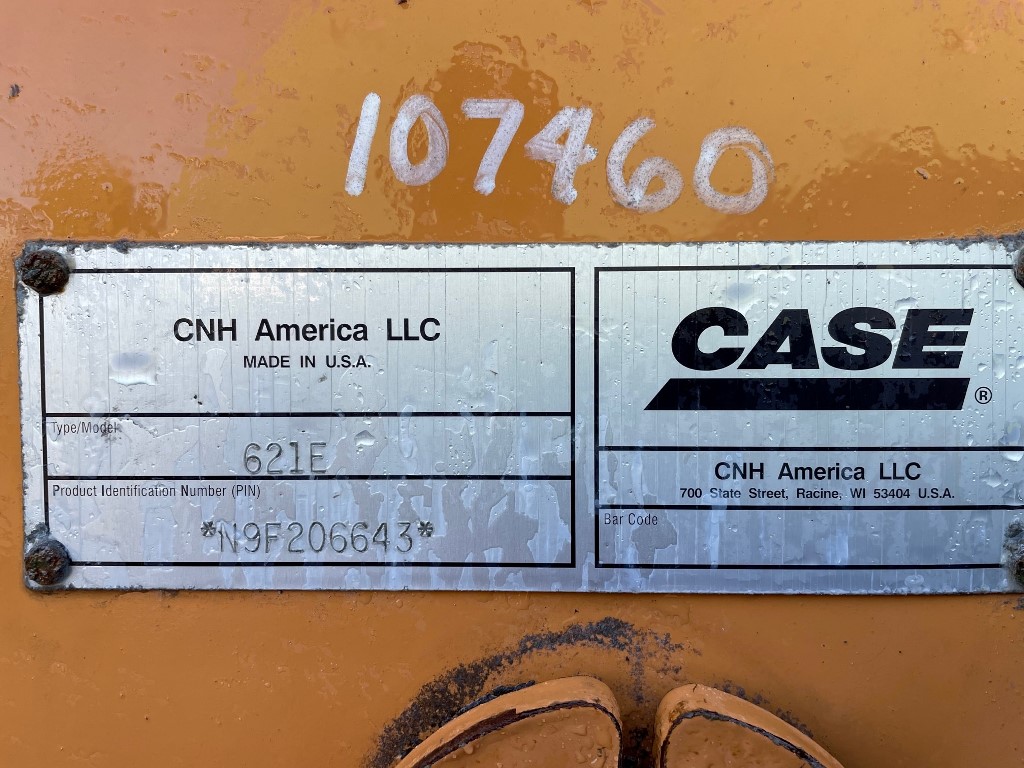 107460
CNH America LLC
MADE IN U.S.A.
Type/Model
621E
Product Identification Number (PIN)
*N9F206643*
CASE ®
CNH America LLC
700 State Street, Racine, WI 53404 U.S.A.
Bar Code